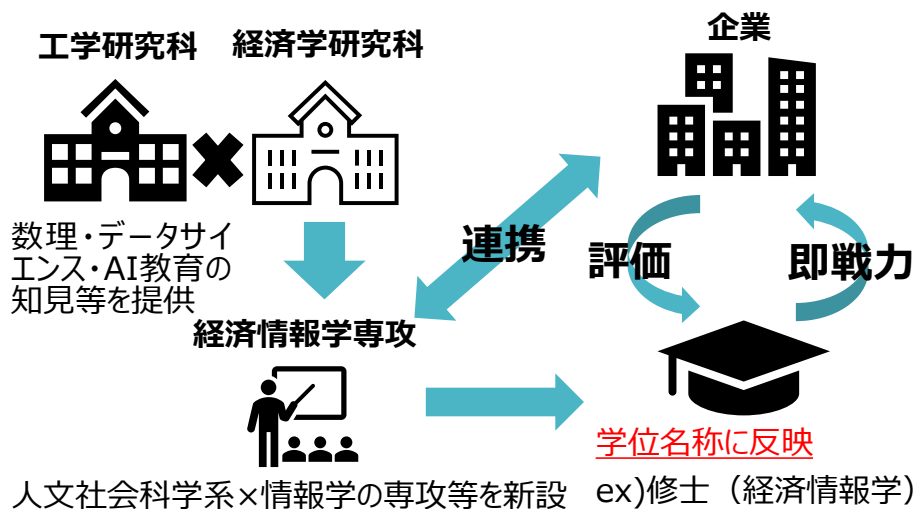 工学研究科
経済学研究科
企業
数理・データサイ
エンス・AI教育の
知見等を提供
連携
評価
即戦力
経済情報学専攻
学位名称に反映
人文社会科学系×情報学の専攻等を新設
ex)修士（経済情報学）